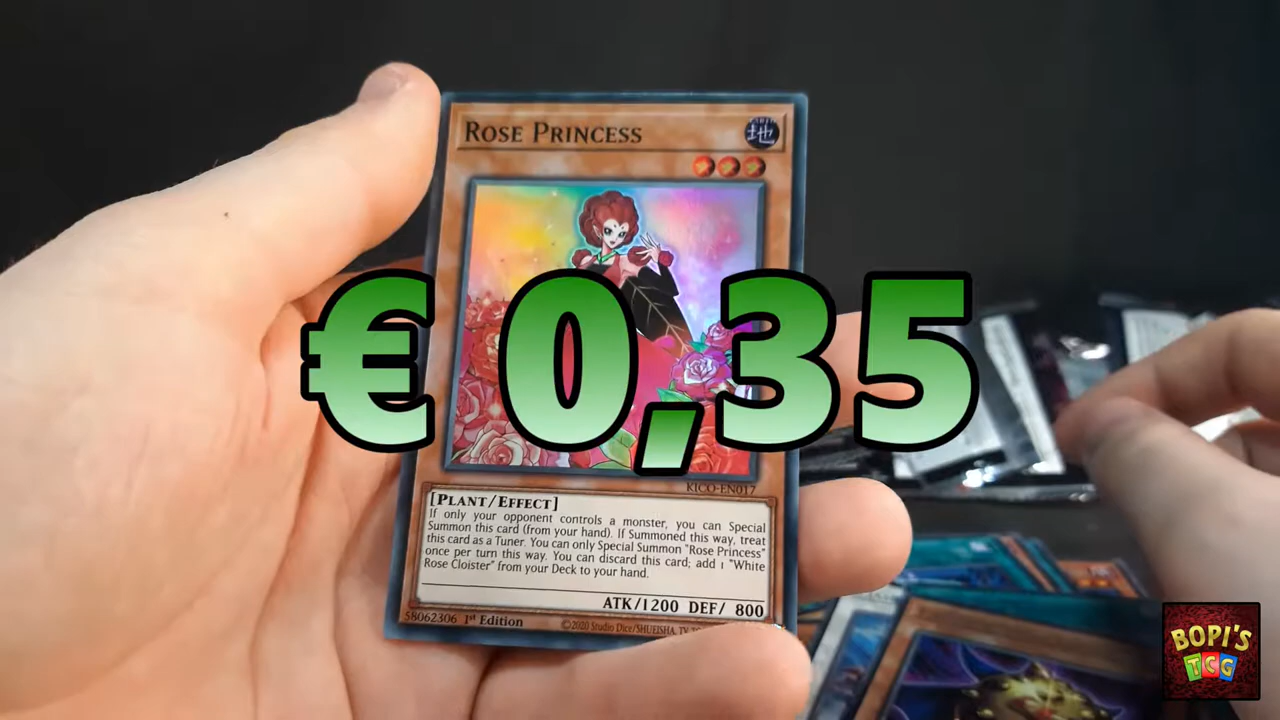 ROSE PRINCESS
地
€ 0,35
KICO-EN017
[PLANT/EFFECT]
If only your opponent controls a monster, you can Special
Summon this card (from your hand). If Summoned this way, treat
this card as a Tuner. You can only Special Summon "Rose Princess"
once per turn this way. You can discard this card; add 1 "White
Rose Cloister" from your Deck to your hand.
ATK/1200 DEF/ 800
58062306 1st Edition ©2020 Studio Dice/SHUEISHA, TV
BOPI'S
TCG